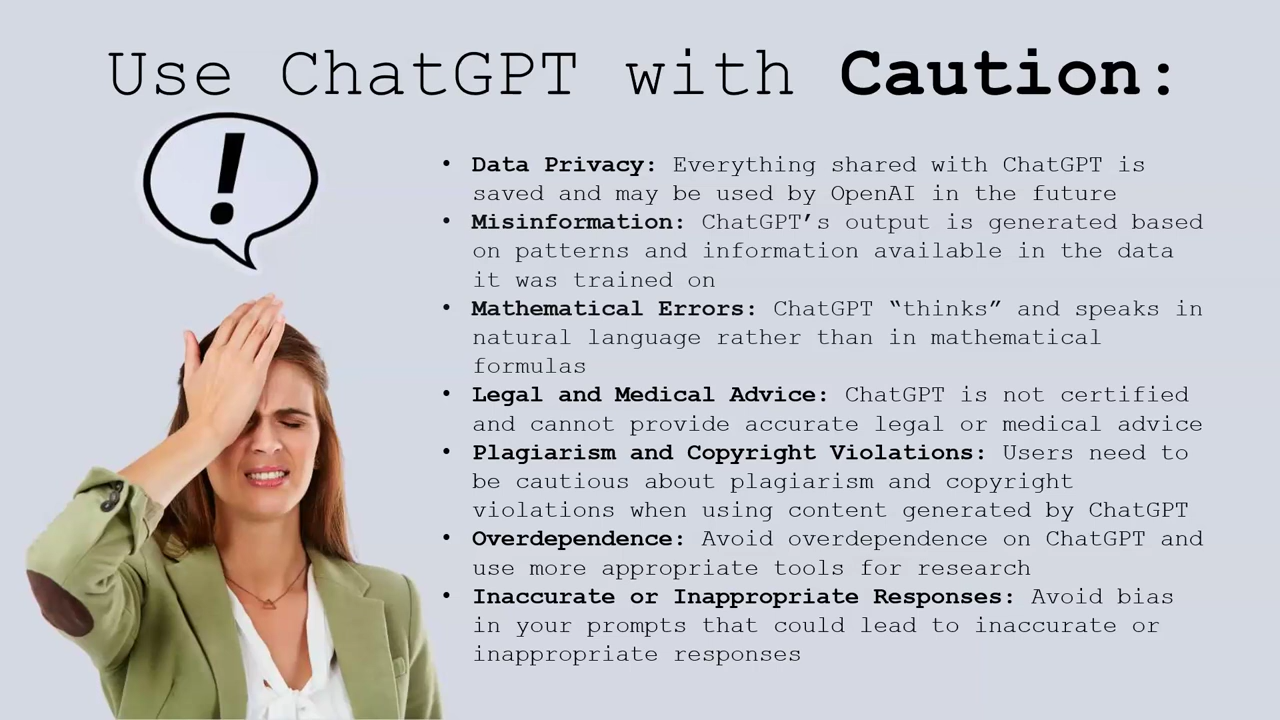 Use ChatGPT with Caution:
!
• Data Privacy: Everything shared with ChatGPT is
saved and may be used by OpenAI in the future
• Misinformation: ChatGPT’s output is generated based
on patterns and information available in the data
it was trained on
• Mathematical Errors: ChatGPT “thinks” and speaks in
natural language rather than in mathematical
formulas
• Legal and Medical Advice: ChatGPT is not certified
and cannot provide accurate legal or medical advice
• Plagiarism and Copyright Violations: Users need to
be cautious about plagiarism and copyright
violations when using content generated by ChatGPT
• Overdependence: Avoid overdependence on ChatGPT and
use more appropriate tools for research
• Inaccurate or Inappropriate Responses: Avoid bias
in your prompts that could lead to inaccurate or
inappropriate responses